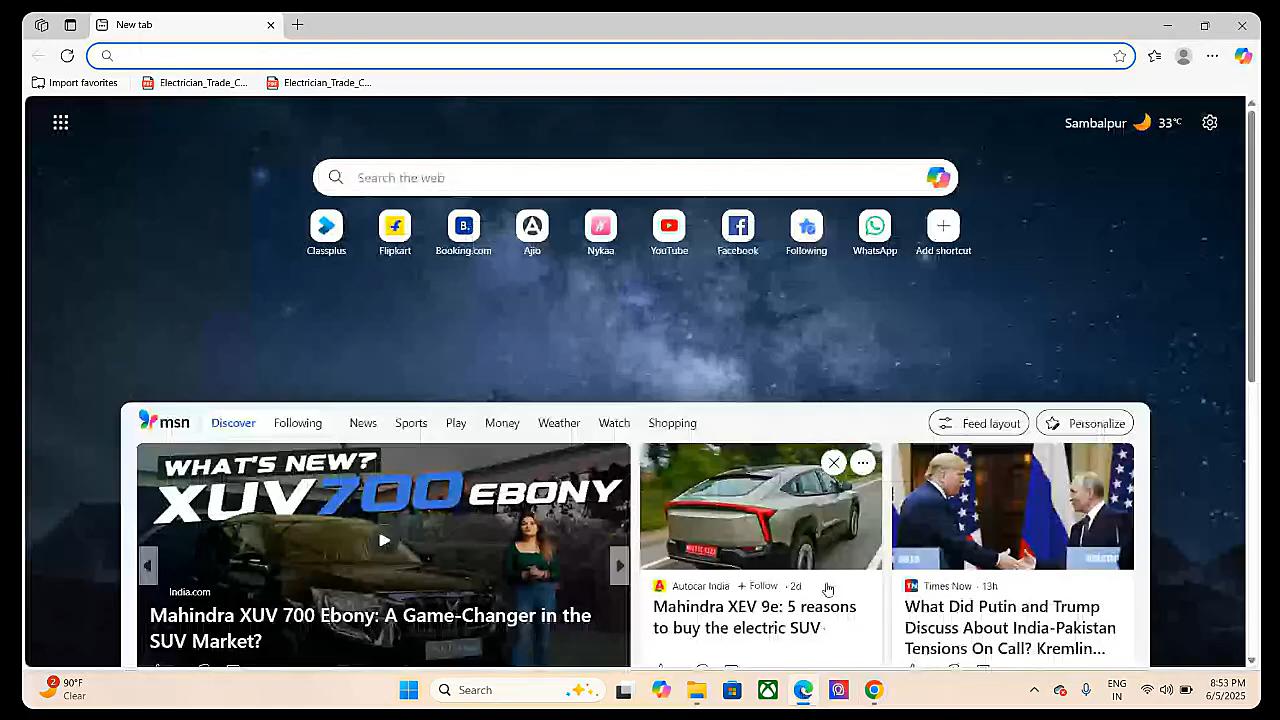 New tab
Import favorites
Electrician_Trade_C...
Electrician_Trade_C...
Sambalpur
33°C
Search the web
Classplus
Flipkart
Booking.com
Ajio
Nykaa
YouTube
Facebook
Following
WhatsApp
Add shortcut
msn
Discover
Following
News
Sports
Play
Money
Weather
Watch
Shopping
Feed layout
Personalize
WHAT'S NEW?
XUV700 EBONY
India.com
Mahindra XUV 700 Ebony: A Game-Changer in the
SUV Market?
Autocar India + Follow · 2d
Mahindra XEV 9e: 5 reasons
to buy the electric SUV
Times Now · 13h
What Did Putin and Trump
Discuss About India-Pakistan
Tensions On Call? Kremlin...
2
90°F
Clear
Search
ENG
IN
8:53 PM
6/5/2025